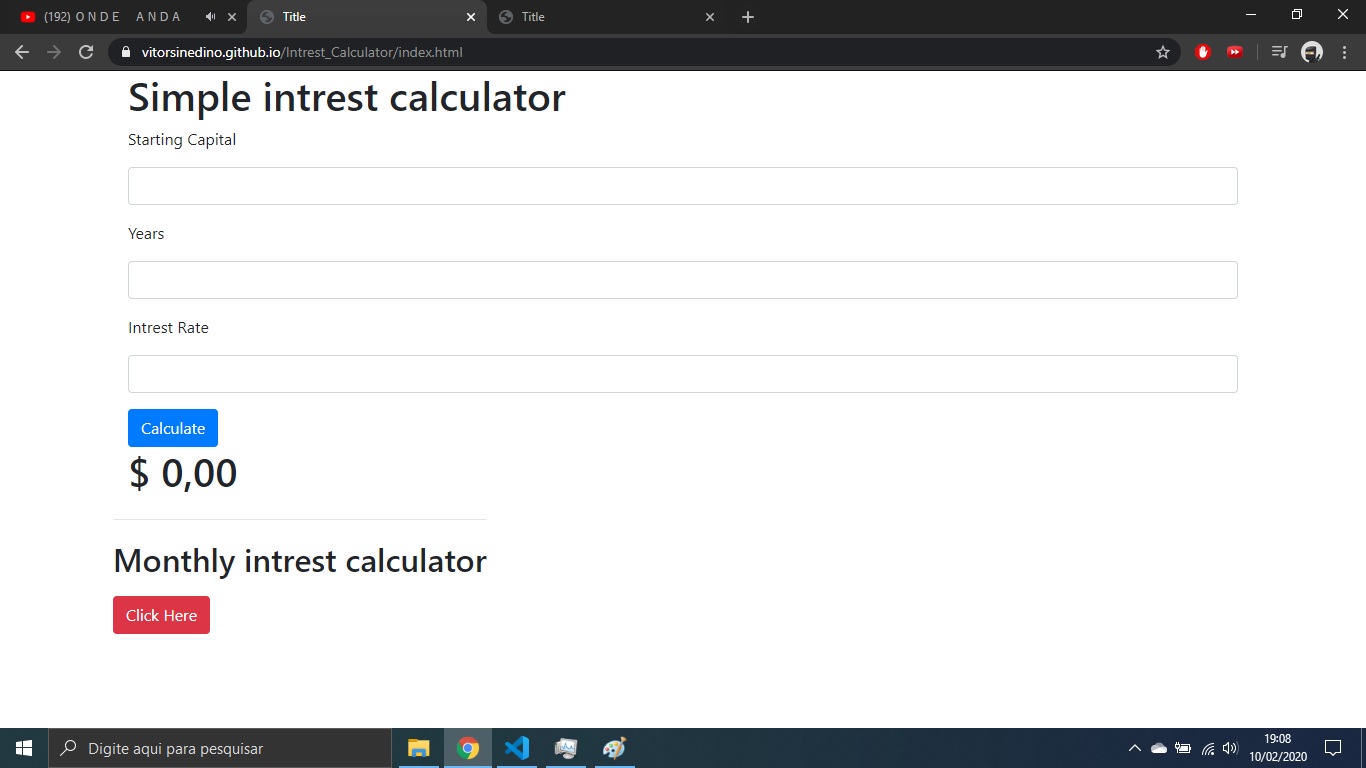 (192) O N D E   A N D A
Title
Title
vitorsinedino.github.io/Intrest_Calculator/index.html
Simple intrest calculator
Starting Capital
Years
Intrest Rate
Calculate
$ 0,00
Monthly intrest calculator
Click Here
Digite aqui para pesquisar
19:08
10/02/2020